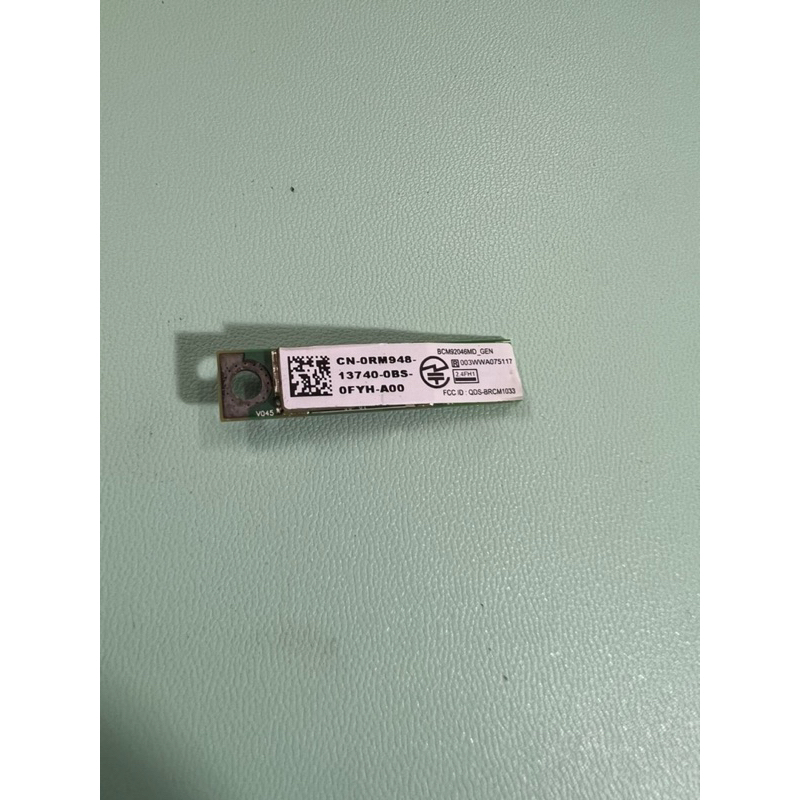 CN-0RM948-
13740-0BS-
0FYH-A00
BCM92046MD_GEN
R 003WWA075117
2.4FH1
FCC ID : QDS-BRCM1033
V045